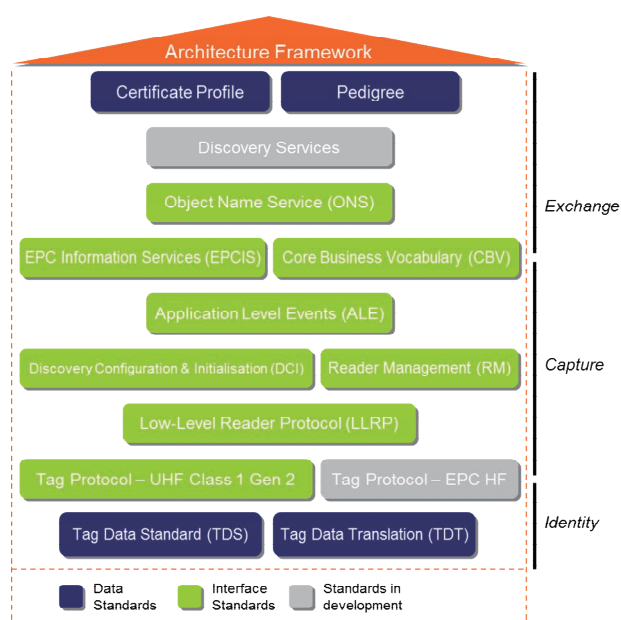 Architecture Framework
Certificate Profile
Pedigree
Discovery Services
Object Name Service (ONS)
Exchange
EPC Information Services (EPCIS)
Core Business Vocabulary (CBV)
Application Level Events (ALE)
Discovery Configuration & Initialisation (DCI)
Reader Management (RM)
Capture
Low-Level Reader Protocol (LLRP)
Tag Protocol – UHF Class 1 Gen 2
Tag Protocol – EPC HF
Tag Data Standard (TDS)
Tag Data Translation (TDT)
Identity
Data
Standards
Interface
Standards
Standards in
development